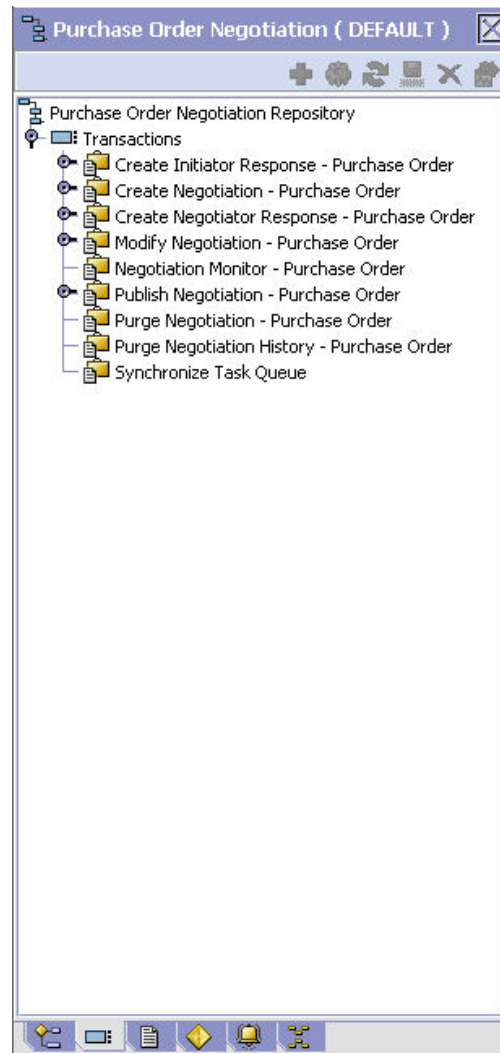 Purchase Order Negotiation ( DEFAULT )
Purchase Order Negotiation Repository
Transactions
Create Initiator Response - Purchase Order
Create Negotiation - Purchase Order
Create Negotiator Response - Purchase Order
Modify Negotiation - Purchase Order
Negotiation Monitor - Purchase Order
Publish Negotiation - Purchase Order
Purge Negotiation - Purchase Order
Purge Negotiation History - Purchase Order
Synchronize Task Queue